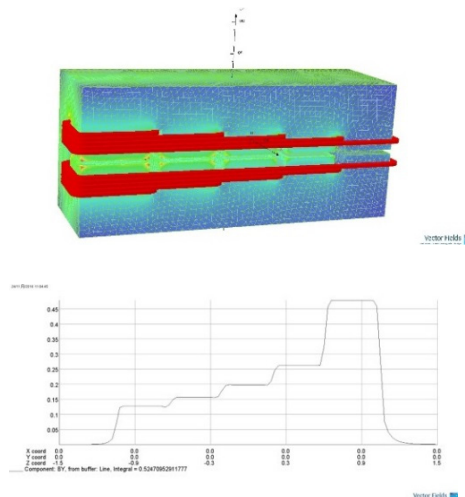 Vector Fields
0.45
0.4
0.35
0.3
0.25
0.2
0.15
0.1
0.05
X coord 0.0 0.0 0.0 0.0 0.0 0.0
Y coord 0.0 0.0 0.0 0.0 0.0 0.0
Z coord -1.5 -0.9 -0.3 0.3 0.9 1.5
Component: BY, from buffer: Line, Integral = 0.52470952911777
Vector Fields